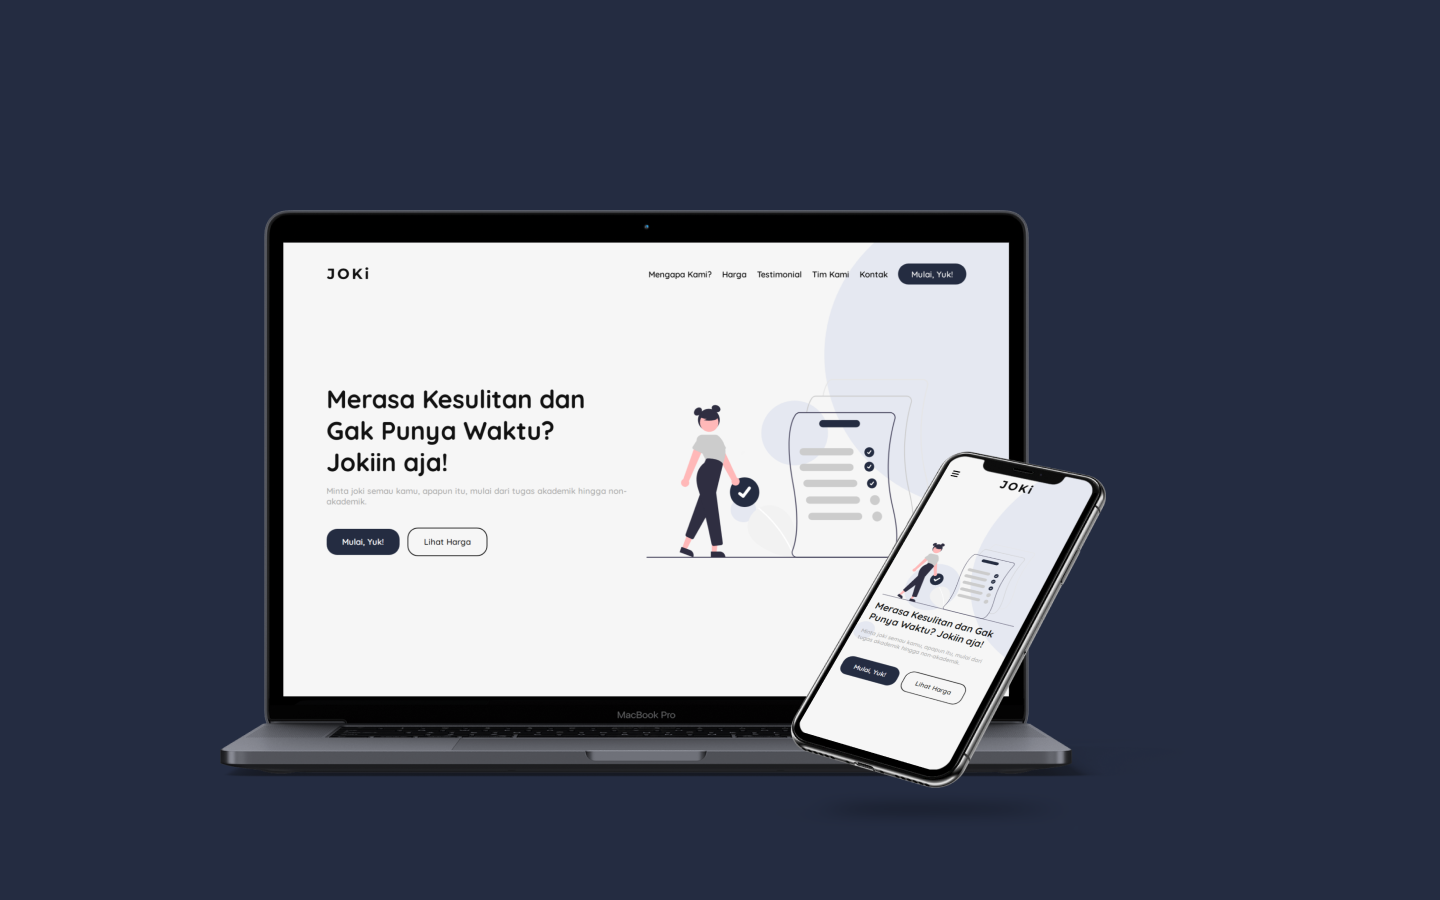 JOKi
Mengapa Kami? Harga Testimonial Tim Kami Kontak Mulai, Yuk!
Merasa Kesulitan dan
Gak Punya Waktu?
Jokiin aja!
Minta joki semau kamu, apapun itu, mulai dari tugas akademik hingga non-
akademik.
Mulai, Yuk! Lihat Harga
MacBook Pro
JOKi
Merasa Kesulitan dan Gak
Punya Waktu? Jokiin aja!
Minta joki semau kamu, apapun itu, mulai dari
tugas akademik hingga non-akademik.
Mulai, Yuk! Lihat Harga